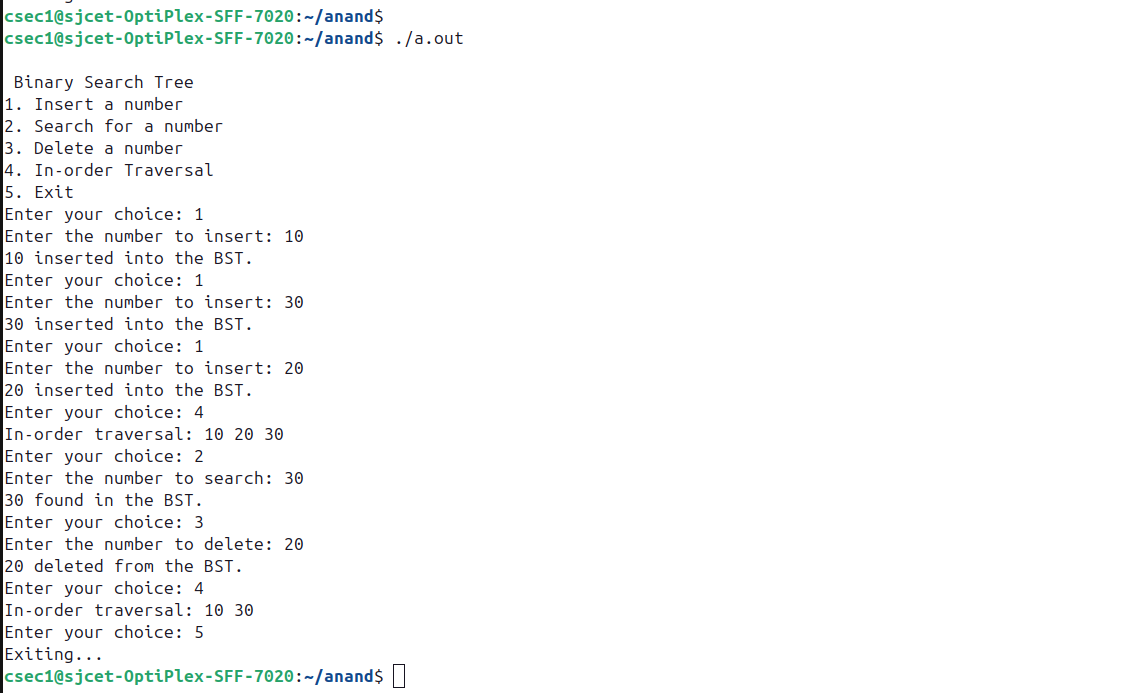 csec1@sjcet-OptiPlex-SFF-7020:~/anand$
csec1@sjcet-OptiPlex-SFF-7020:~/anand$ ./a.out
Binary Search Tree
1. Insert a number
2. Search for a number
3. Delete a number
4. In-order Traversal
5. Exit
Enter your choice: 1
Enter the number to insert: 10
10 inserted into the BST.
Enter your choice: 1
Enter the number to insert: 30
30 inserted into the BST.
Enter your choice: 1
Enter the number to insert: 20
20 inserted into the BST.
Enter your choice: 4
In-order traversal: 10 20 30
Enter your choice: 2
Enter the number to search: 30
30 found in the BST.
Enter your choice: 3
Enter the number to delete: 20
20 deleted from the BST.
Enter your choice: 4
In-order traversal: 10 30
Enter your choice: 5
Exiting...
csec1@sjcet-OptiPlex-SFF-7020:~/anand$